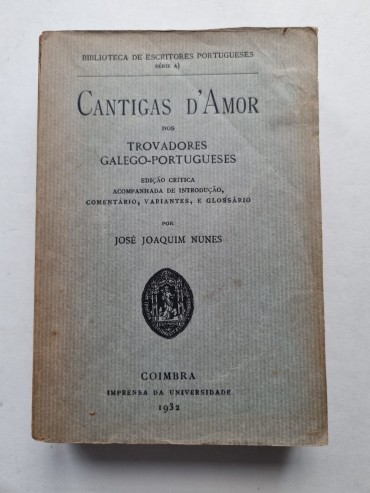 BIBLIOTECA DE ESCRITORES PORTUGUESES
SÉRIE A)
CANTIGAS D'AMOR
DOS
TROVADORES
GALEGO-PORTUGUESES
EDIÇÃO CRÍTICA
ACOMPANHADA DE INTRODUÇÃO,
COMENTÁRIO, VARIANTES, E GLOSSÁRIO
POR
JOSÉ JOAQUIM NUNES
COIMBRA
IMPRENSA DA UNIVERSIDADE
1932